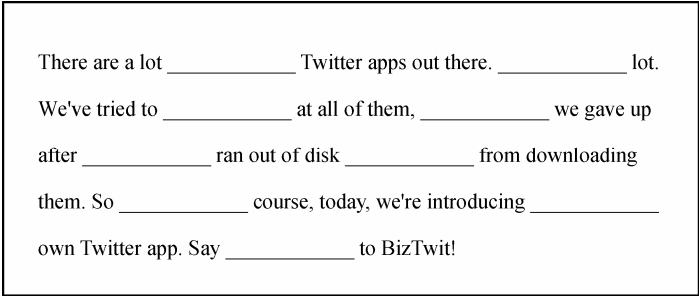 There are a lot ____________ Twitter apps out there. ____________ lot.
We've tried to ____________ at all of them, ____________ we gave up
after ____________ ran out of disk ____________ from downloading
them. So ____________ course, today, we're introducing ____________
own Twitter app. Say ____________ to BizTwit!